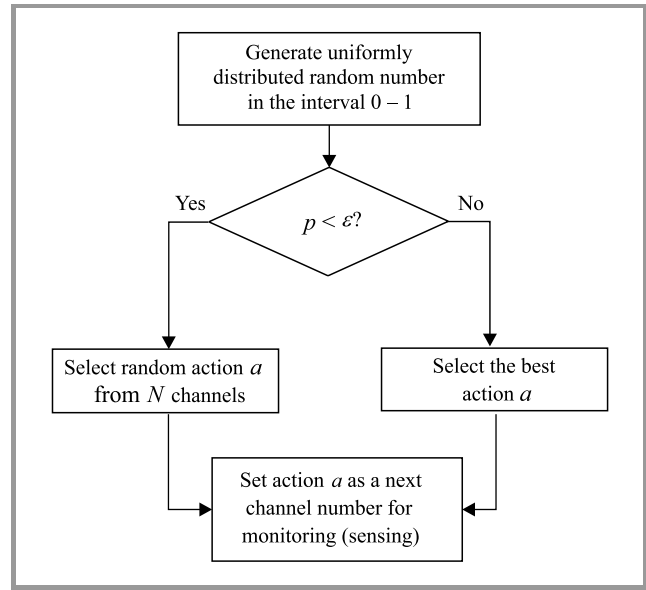 Generate uniformly
distributed random number
in the interval 0 – 1
Yes
No
p < ε?
Select random action a
from N channels
Select the best
action a
Set action a as a next
channel number for
monitoring (sensing)